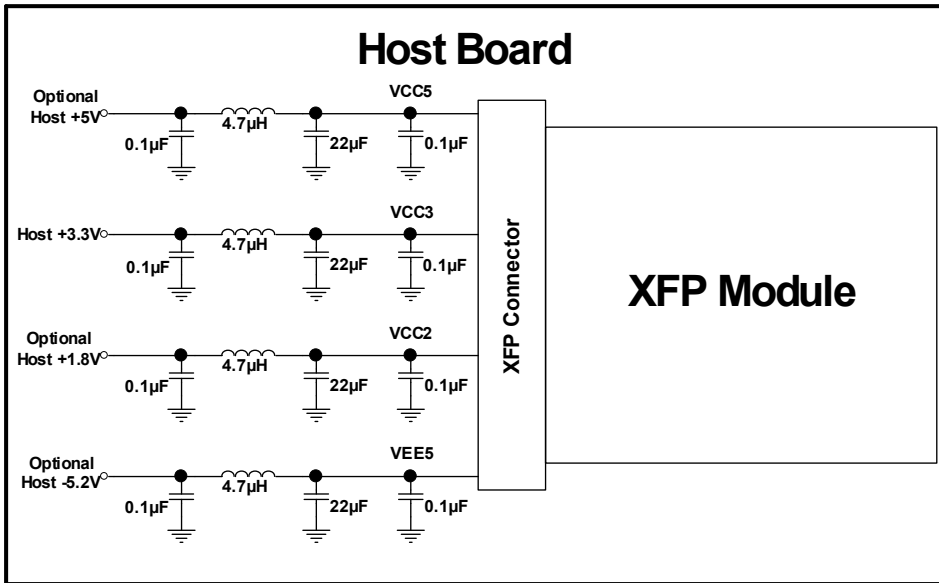 Host Board
Optional
Host +5V
0.1µF
4.7µH
22µF
VCC5
0.1µF
Host +3.3V
0.1µF
4.7µH
22µF
VCC3
0.1µF
Optional
Host +1.8V
0.1µF
4.7µH
22µF
VCC2
0.1µF
Optional
Host -5.2V
0.1µF
4.7µH
22µF
VEE5
0.1µF
XFP Connector
XFP Module